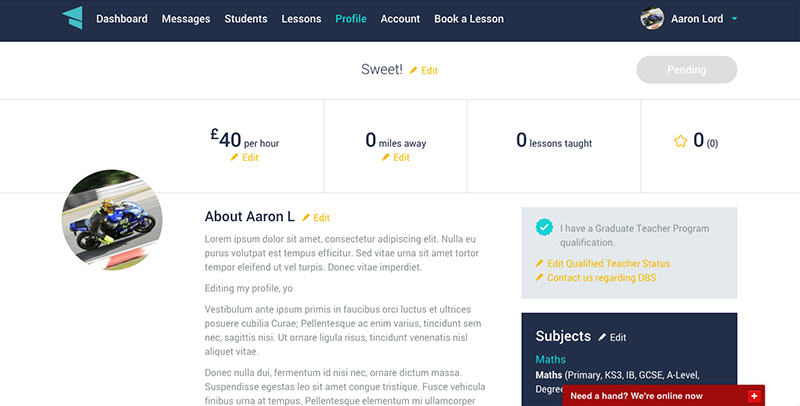 Dashboard Messages Students Lessons Profile Account Book a Lesson Aaron Lord
Sweet! Edit
Pending
£40 per hour
Edit
0 miles away
Edit
0 lessons taught
0 (0)
About Aaron L Edit
Lorem ipsum dolor sit amet, consectetur adipiscing elit. Nulla eu
purus volutpat est tempus efficitur. Sed vitae urna sit amet tortor
tempor eleifend ut vel turpis. Donec vitae imperdiet.
Editing my profile, yo
Vestibulum ante ipsum primis in faucibus orci luctus et ultrices
posuere cubilia Curae; Pellentesque ac enim varius, tincidunt sem
nec, sagittis nisi. Ut ornare ligula risus, tincidunt venenatis nisl
aliquet vitae.
Donec nulla dui, fermentum id nisi nec, ornare dictum massa.
Suspendisse egestas leo sit amet congue tristique. Fusce vehicula
finibus urna at tempus. Pellentesque elementum mi ullamcorper
I have a Graduate Teacher Program
qualification.
Edit Qualified Teacher Status
Contact us regarding DBS
Subjects Edit
Maths
Maths (Primary, KS3, IB, GCSE, A-Level,
Degree
Need a hand? We're online now